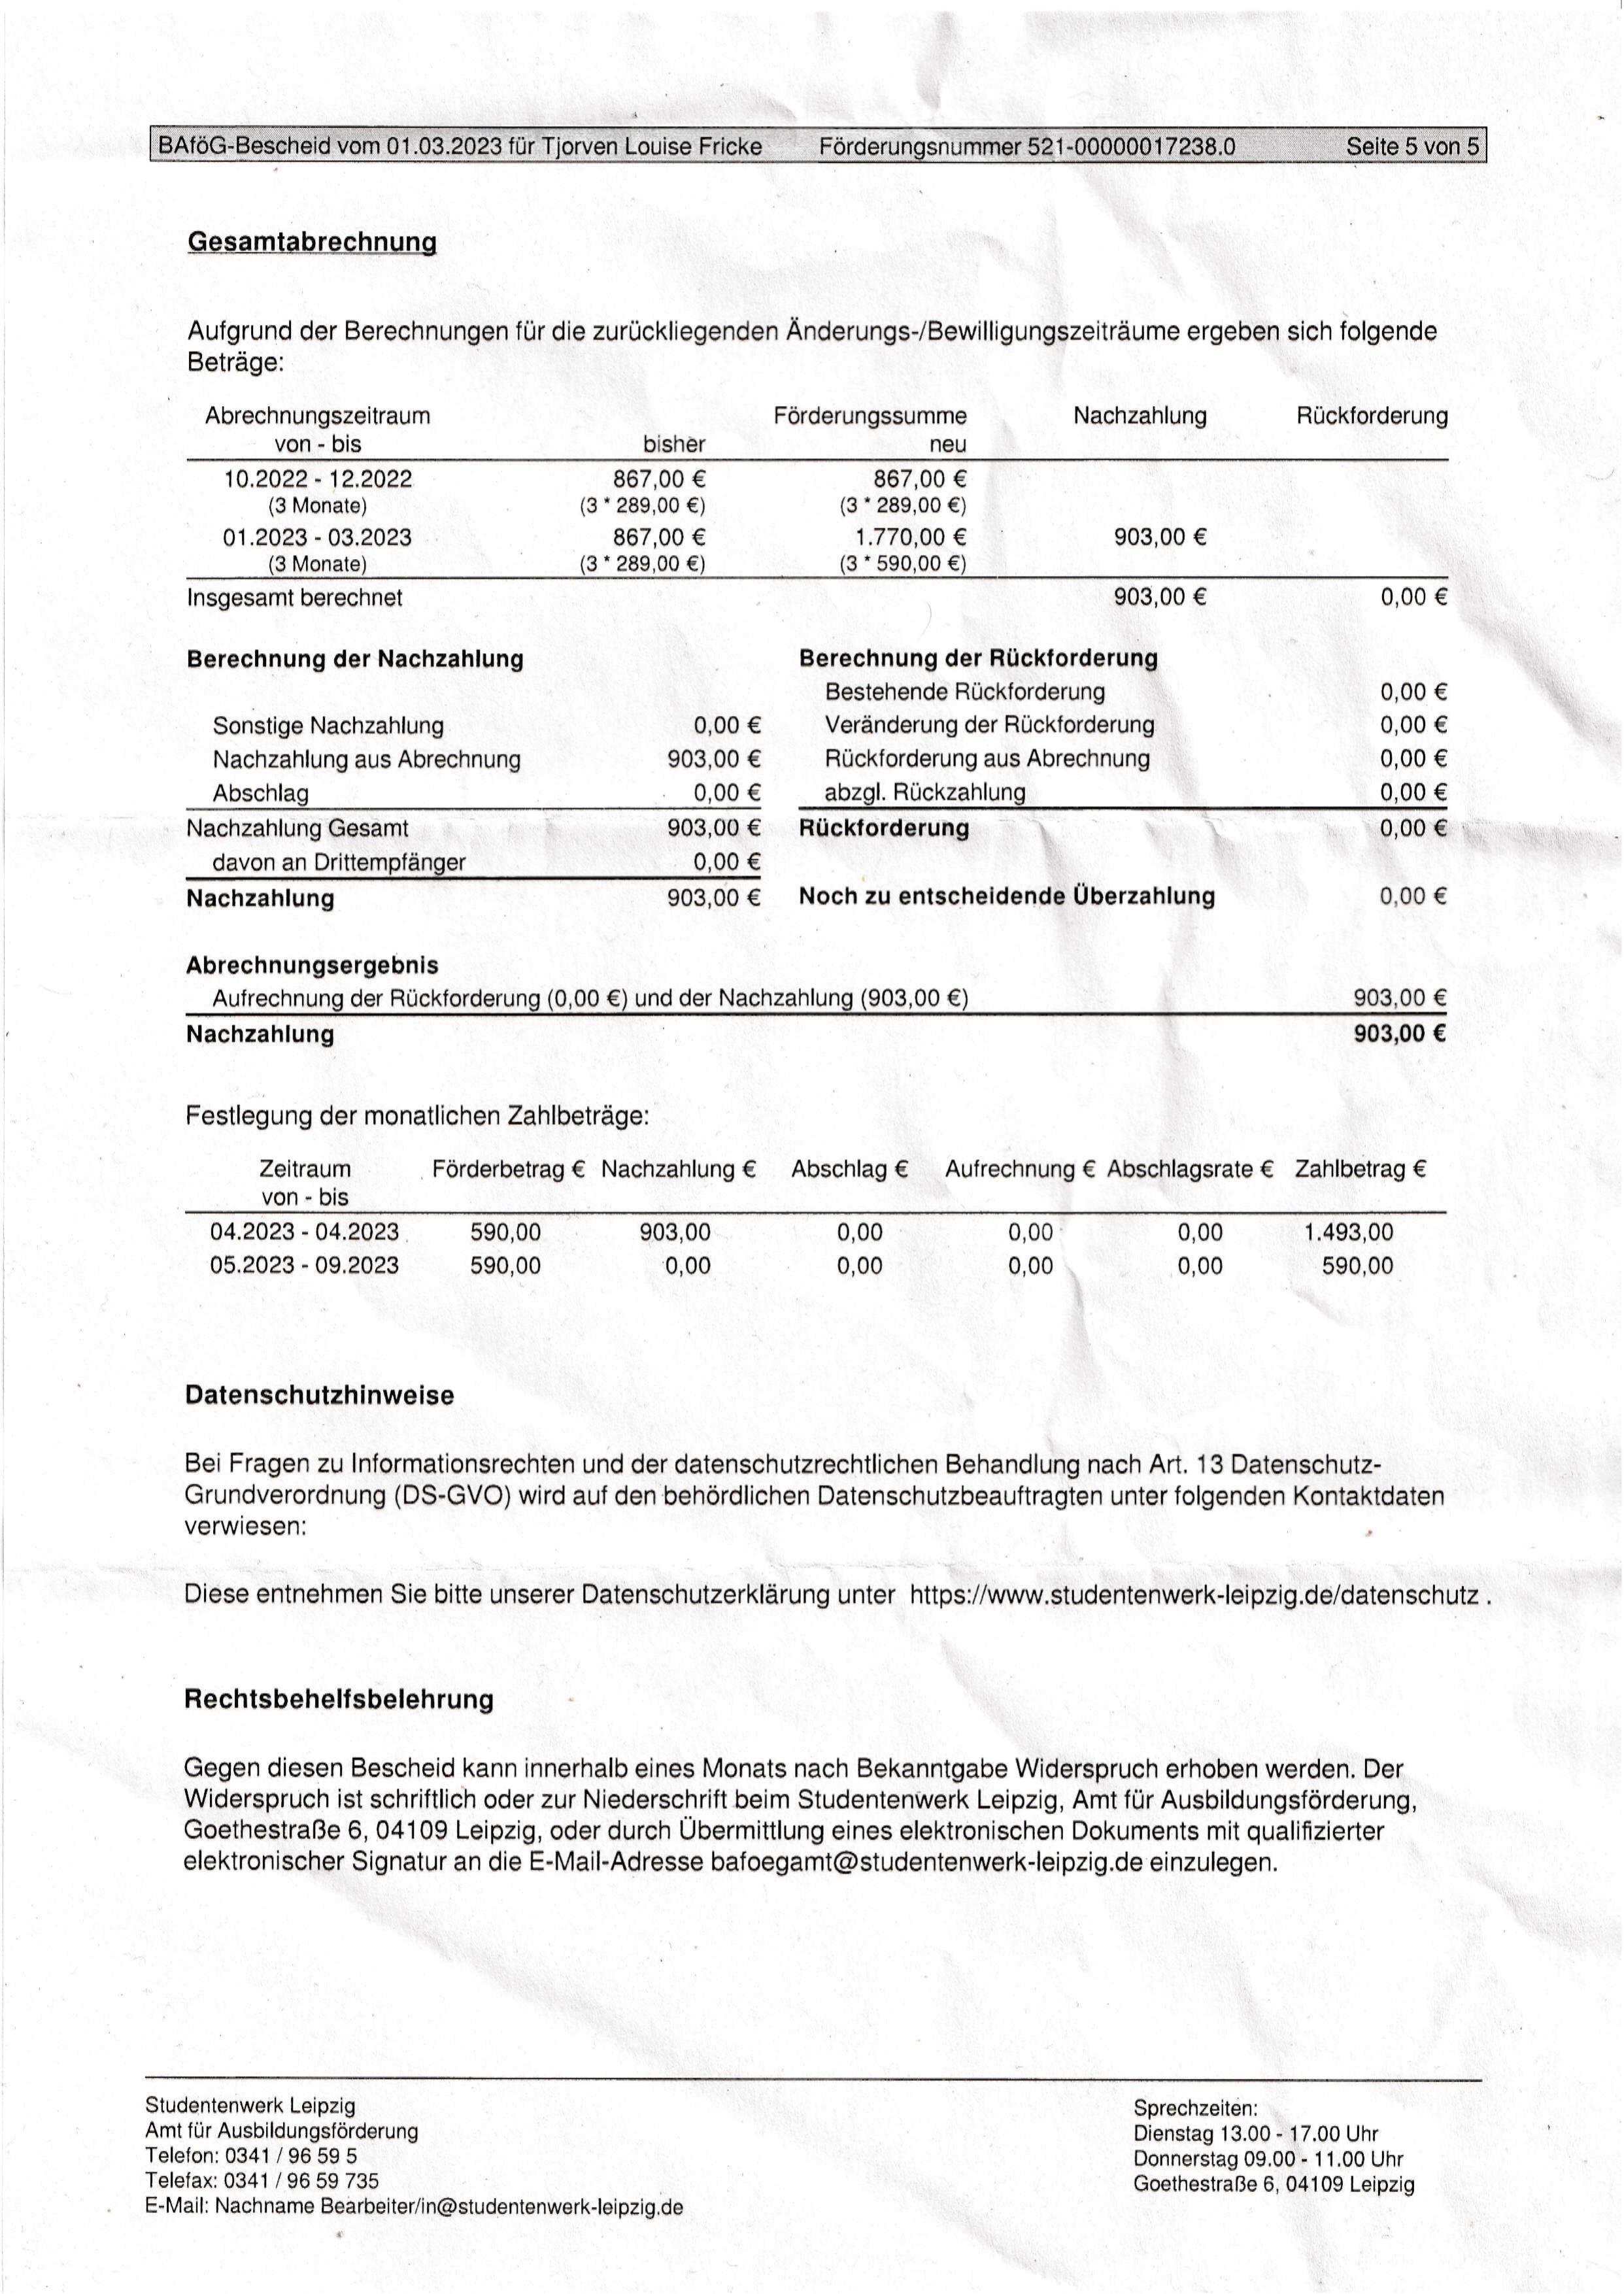 BAföG-Bescheid vom 01.03.2023 für Tjorven Louise Fricke Förderungsnummer 521-00000017238.0 Seite 5 von 5
Gesamtabrechnung
Aufgrund der Berechnungen für die zurückliegenden Änderungs-/Bewilligungszeiträume ergeben sich folgende
Beträge:
Abrechnungszeitraum Förderungssumme Nachzahlung Rückforderung
von - bis bisher neu
10.2022 - 12.2022 867,00 € 867,00 €
(3 Monate) (3 * 289,00 €) (3 * 289,00 €)
01.2023 - 03.2023 867,00 € 1.770,00 € 903,00 €
(3 Monate) (3 * 289,00 €) (3 * 590,00 €)
Insgesamt berechnet 903,00 € 0,00 €
Berechnung der Nachzahlung Berechnung der Rückforderung
Bestehende Rückforderung 0,00 €
Sonstige Nachzahlung 0,00 € Veränderung der Rückforderung 0,00 €
Nachzahlung aus Abrechnung 903,00 € Rückforderung aus Abrechnung 0,00 €
Abschlag 0,00 € abzgl. Rückzahlung 0,00 €
Nachzahlung Gesamt 903,00 € Rückforderung 0,00 €
davon an Drittempfänger 0,00 €
Nachzahlung 903,00 € Noch zu entscheidende Überzahlung 0,00 €
Abrechnungsergebnis
Aufrechnung der Rückforderung (0,00 €) und der Nachzahlung (903,00 €) 903,00 €
Nachzahlung 903,00 €
Festlegung der monatlichen Zahlbeträge:
Zeitraum Förderbetrag € Nachzahlung € Abschlag € Aufrechnung € Abschlagsrate € Zahlbetrag €
von - bis
04.2023 - 04.2023 590,00 903,00 0,00 0,00 0,00 1.493,00
05.2023 - 09.2023 590,00 0,00 0,00 0,00 0,00 590,00
Datenschutzhinweise
Bei Fragen zu Informationsrechten und der datenschutzrechtlichen Behandlung nach Art. 13 Datenschutz-
Grundverordnung (DS-GVO) wird auf den behördlichen Datenschutzbeauftragten unter folgenden Kontaktdaten
verwiesen:
Diese entnehmen Sie bitte unserer Datenschutzerklärung unter https://www.studentenwerk-leipzig.de/datenschutz .
Rechtsbehelfsbelehrung
Gegen diesen Bescheid kann innerhalb eines Monats nach Bekanntgabe Widerspruch erhoben werden. Der
Widerspruch ist schriftlich oder zur Niederschrift beim Studentenwerk Leipzig, Amt für Ausbildungsförderung,
Goethestraße 6, 04109 Leipzig, oder durch Übermittlung eines elektronischen Dokuments mit qualifizierter
elektronischer Signatur an die E-Mail-Adresse bafoegamt@studentenwerk-leipzig.de einzulegen.
Studentenwerk Leipzig
Amt für Ausbildungsförderung
Telefon: 0341 / 96 59 5
Telefax: 0341 / 96 59 735
E-Mail: Nachname Bearbeiter/in@studentenwerk-leipzig.de
Sprechzeiten:
Dienstag 13.00 - 17.00 Uhr
Donnerstag 09.00 - 11.00 Uhr
Goethestraße 6, 04109 Leipzig